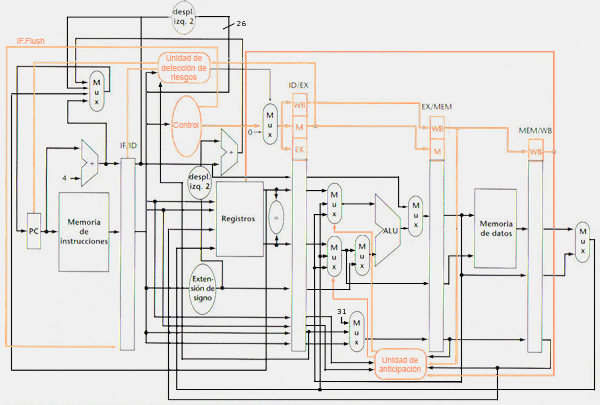 despl.
izq. 2
26
IF.Flush
Unidad de
detección de
riesgos
M
u
x
ID/EX
WB
M
EX
Control
M
u
x
0
EX/MEM
WB
M
MEM/WB
WB
IF/ID
+
4
+
despl.
izq. 2
PC
Memoria
de
instrucciones
Registros
=
M
u
x
M
u
x
M
u
x
ALU
M
u
x
Memoria
de datos
M
u
x
Exten-
sión de
signo
31
M
u
x
Unidad de
anticipación